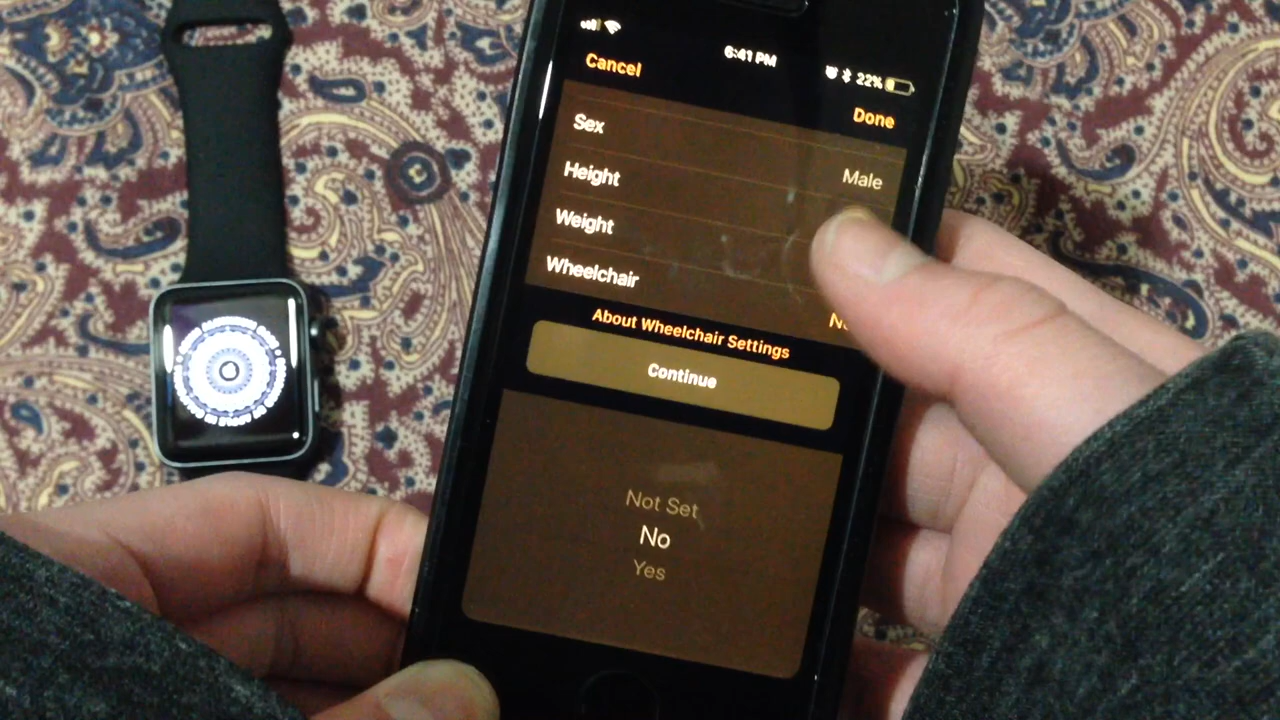 6:41 PM
22%
Cancel
Done
Sex
Male
Height
Weight
Wheelchair
About Wheelchair Settings
Continue
Not Set
No
Yes